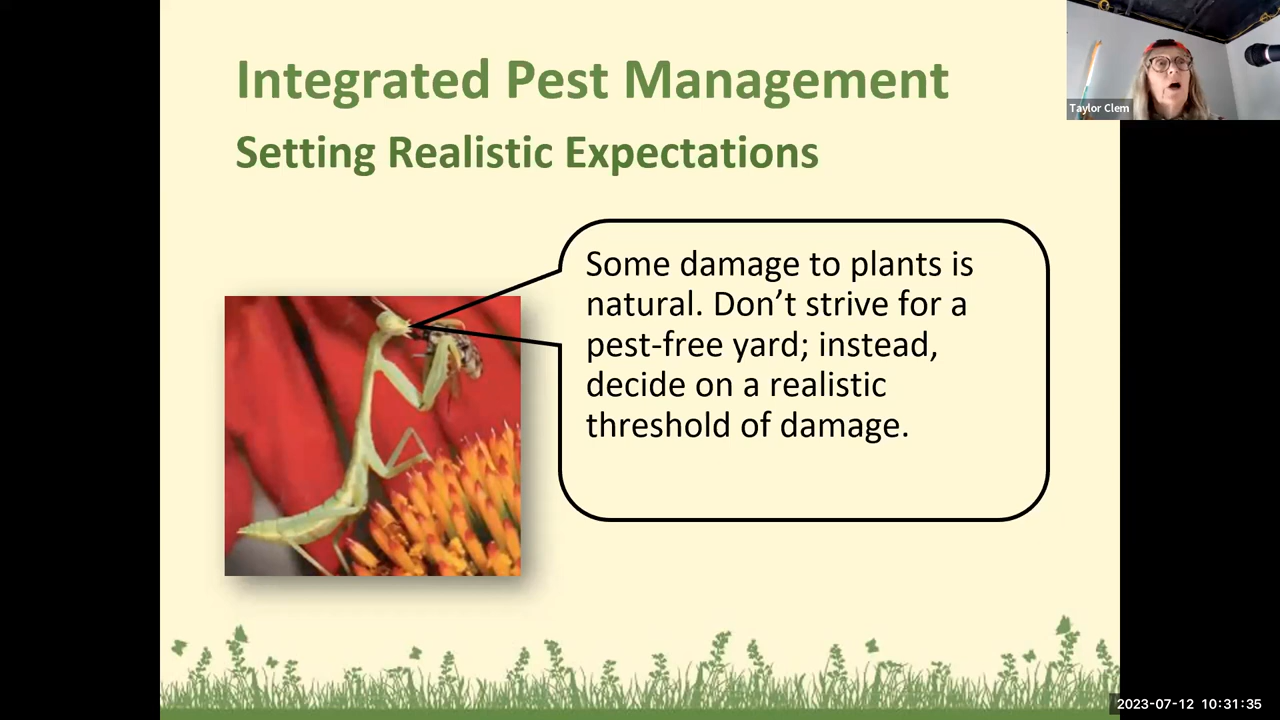 Integrated Pest Management
Taylor Clem
Setting Realistic Expectations
Some damage to plants is
natural. Don’t strive for a
pest-free yard; instead,
decide on a realistic
threshold of damage.
2023-07-12 10:31:35